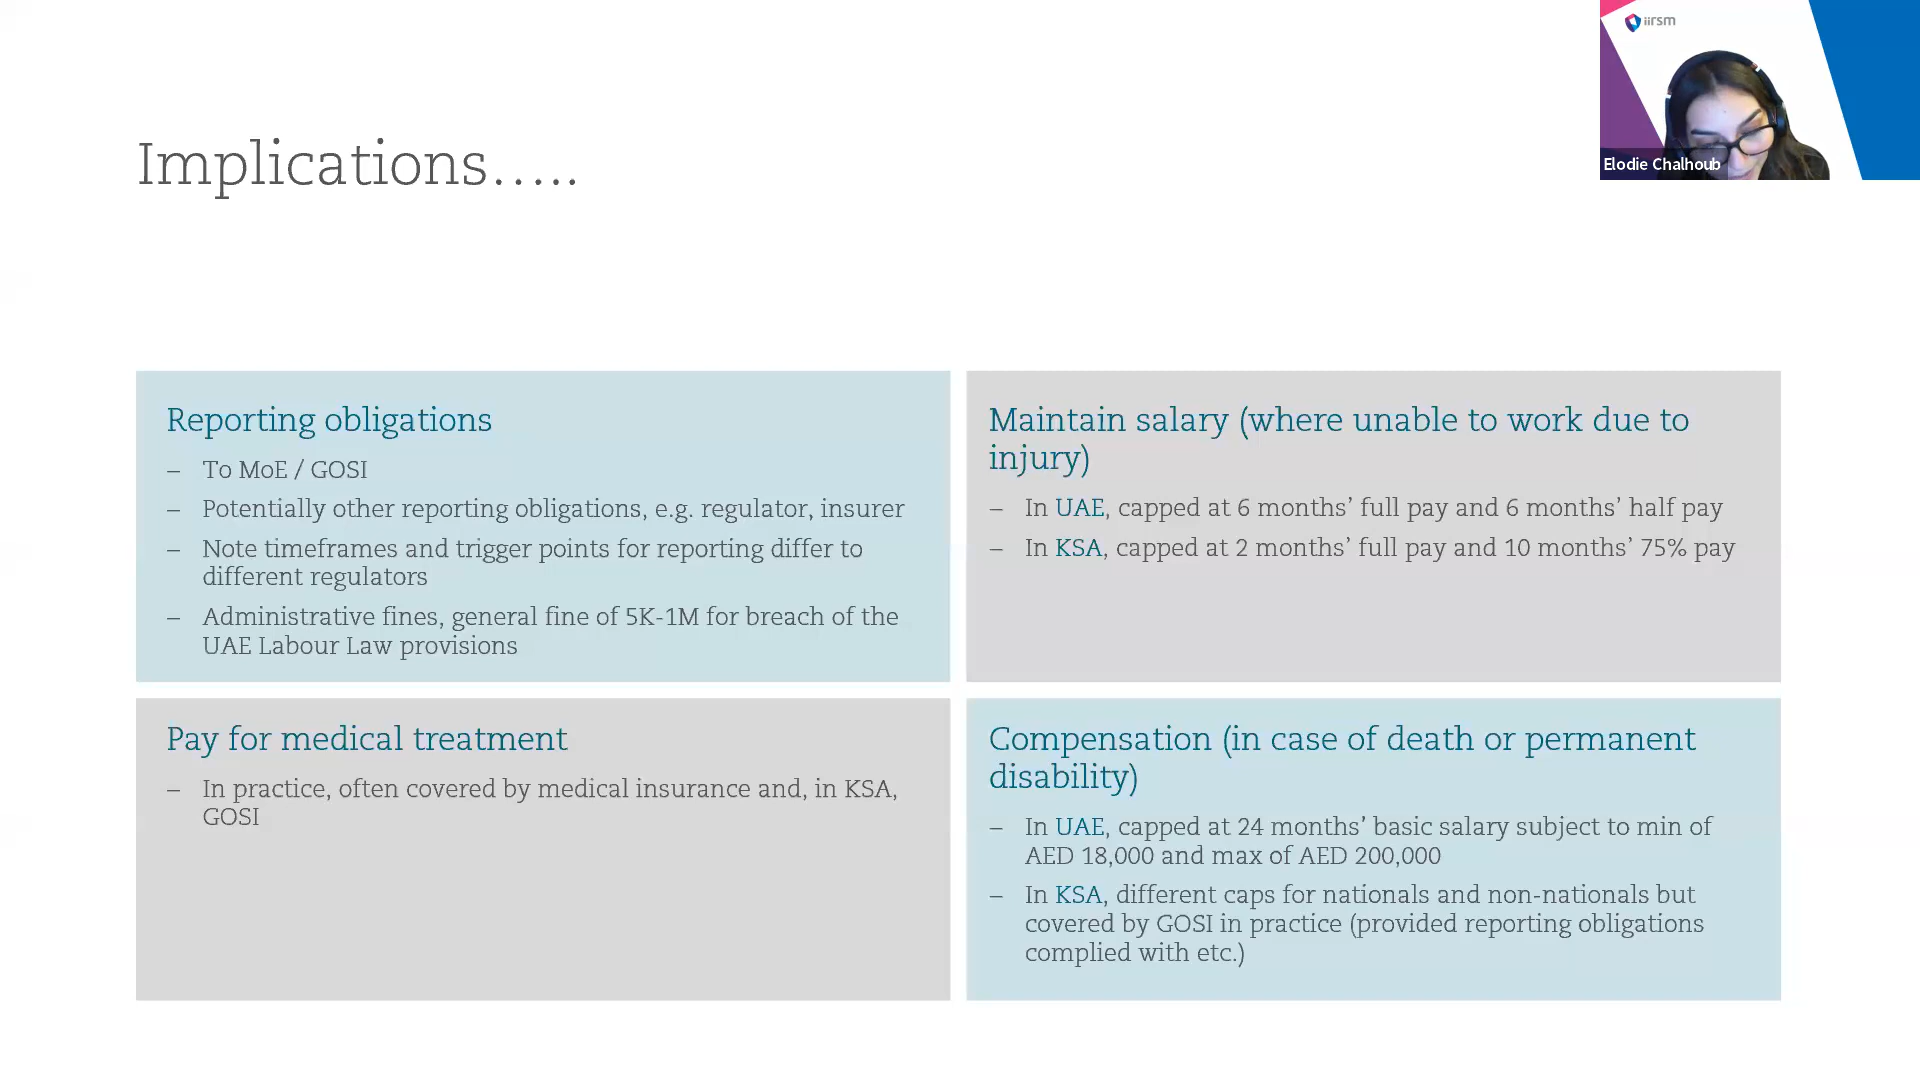 iirsm
Elodie Chalhoub
Implications.....
Reporting obligations
– To MoE / GOSI
– Potentially other reporting obligations, e.g. regulator, insurer
– Note timeframes and trigger points for reporting differ to
different regulators
– Administrative fines, general fine of 5K-1M for breach of the
UAE Labour Law provisions
Maintain salary (where unable to work due to
injury)
– In UAE, capped at 6 months’ full pay and 6 months’ half pay
– In KSA, capped at 2 months’ full pay and 10 months’ 75% pay
Pay for medical treatment
– In practice, often covered by medical insurance and, in KSA,
GOSI
Compensation (in case of death or permanent
disability)
– In UAE, capped at 24 months’ basic salary subject to min of
AED 18,000 and max of AED 200,000
– In KSA, different caps for nationals and non-nationals but
covered by GOSI in practice (provided reporting obligations
complied with etc.)